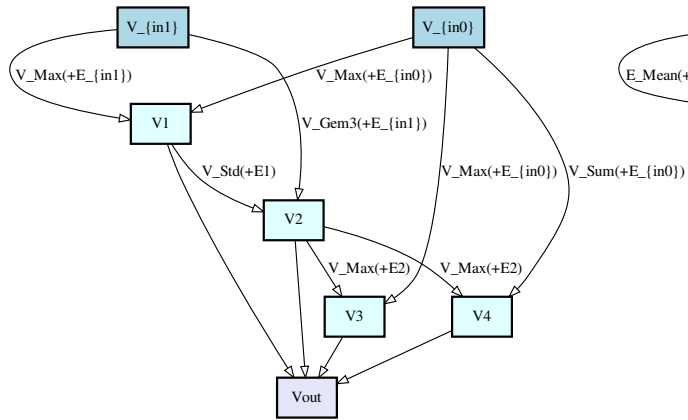 V_{in1}
V_{in0}
V_Max(+E_{in1})
V_Max(+E_{in0})
E_Mean(+
V1
V_Gem3(+E_{in1})
V_Std(+E1)
V_Max(+E_{in0})
V_Sum(+E_{in0})
V2
V_Max(+E2)
V_Max(+E2)
V3
V4
Vout